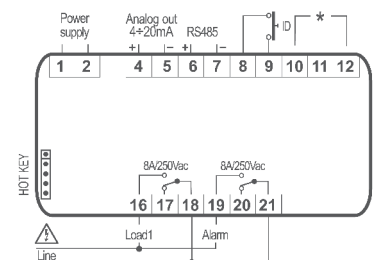 Power Analog out
supply 4÷20mA RS485 ID *
+ – + –
1 2 4 5 6 7 8 9 10 11 12
HOT KEY
8A/250Vac 8A/250Vac
16 17 18 19 20 21
Load1 Alarm
Line